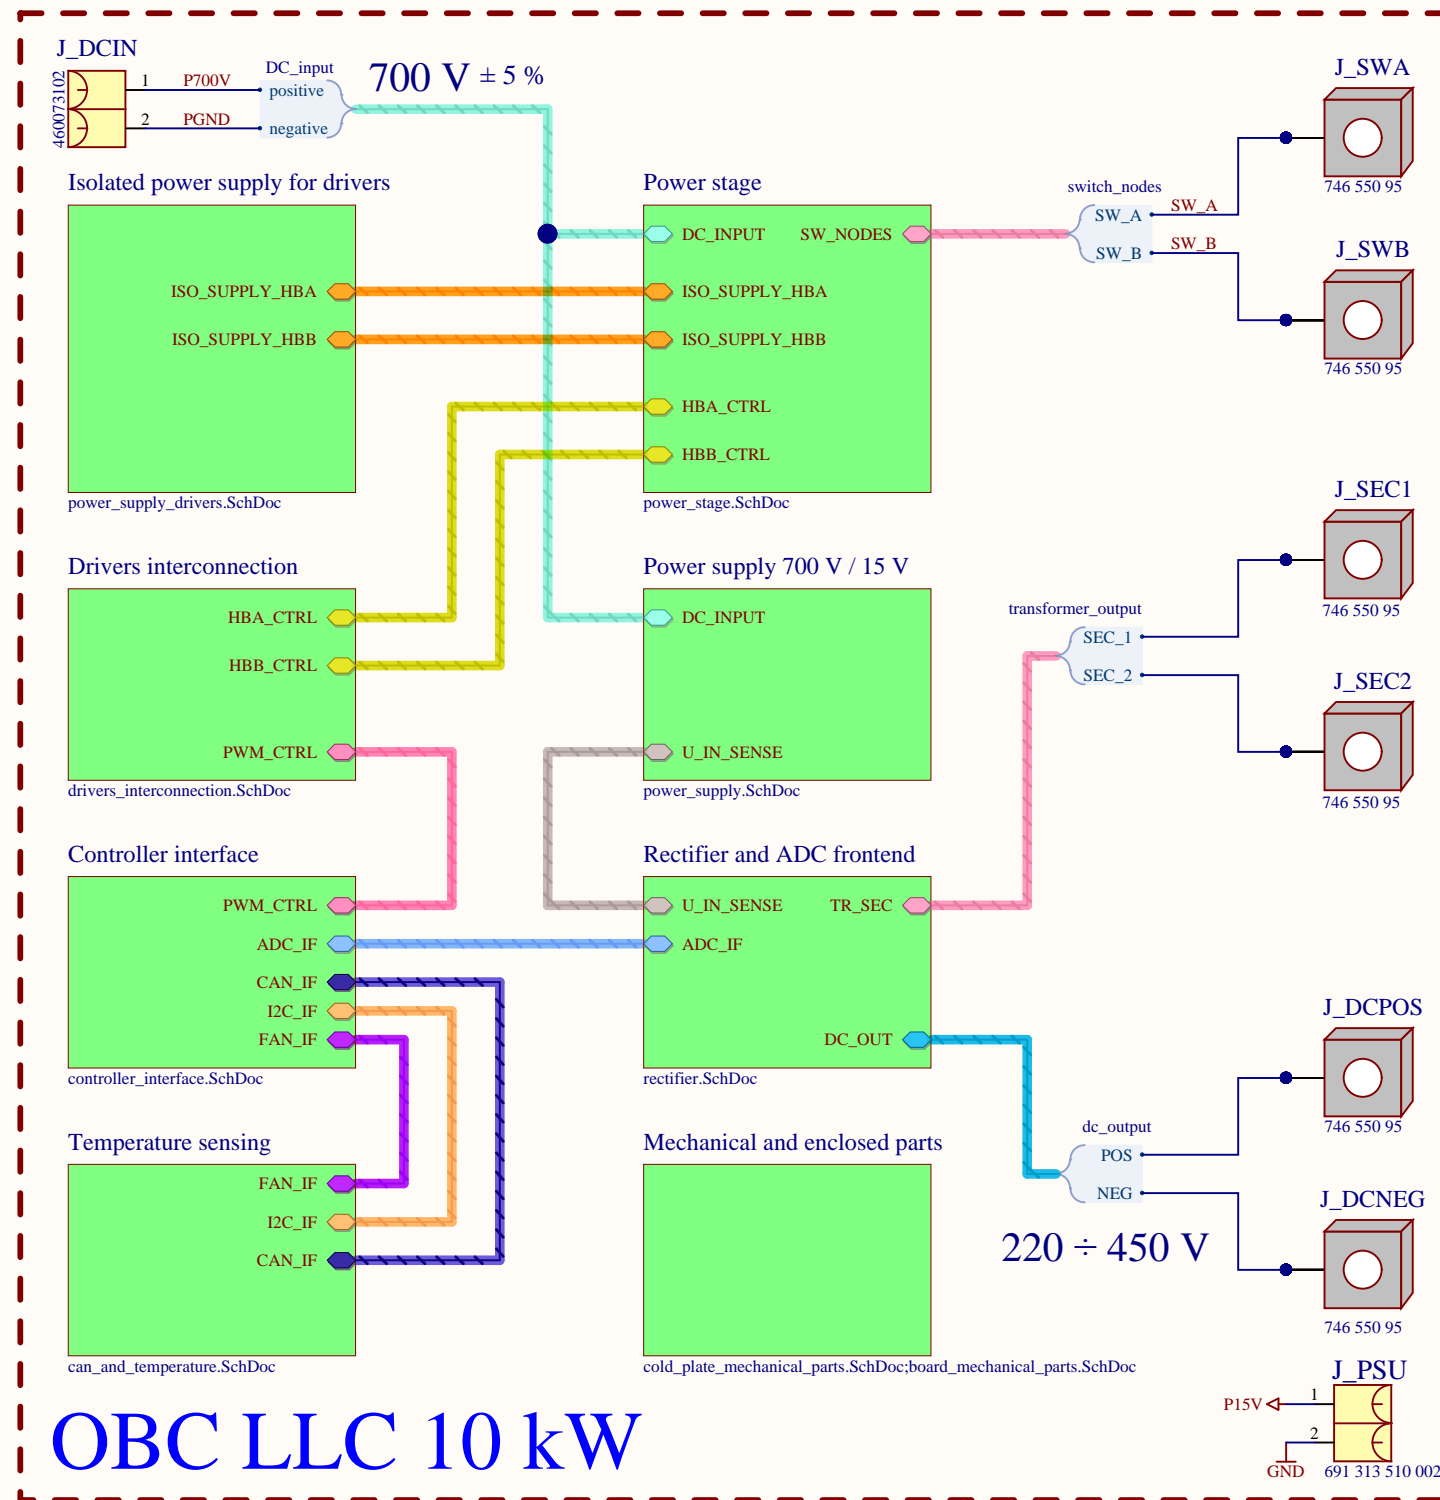 J_DCIN
460073102
1
P700V
2
PGND
DC_input
positive
negative
700 V ± 5 %
J_SWA
746 550 95
switch_nodes
SW_A
SW_B
SW_A
SW_B
J_SWB
746 550 95
Isolated power supply for drivers
ISO_SUPPLY_HBA
ISO_SUPPLY_HBB
power_supply_drivers.SchDoc
Power stage
DC_INPUT
SW_NODES
ISO_SUPPLY_HBA
ISO_SUPPLY_HBB
HBA_CTRL
HBB_CTRL
power_stage.SchDoc
J_SEC1
746 550 95
Drivers interconnection
HBA_CTRL
HBB_CTRL
PWM_CTRL
drivers_interconnection.SchDoc
Power supply 700 V / 15 V
DC_INPUT
U_IN_SENSE
power_supply.SchDoc
transformer_output
SEC_1
SEC_2
J_SEC2
746 550 95
Controller interface
PWM_CTRL
ADC_IF
CAN_IF
I2C_IF
FAN_IF
controller_interface.SchDoc
Rectifier and ADC frontend
U_IN_SENSE
TR_SEC
ADC_IF
DC_OUT
rectifier.SchDoc
J_DCPOS
746 550 95
Temperature sensing
FAN_IF
I2C_IF
CAN_IF
can_and_temperature.SchDoc
Mechanical and enclosed parts
cold_plate_mechanical_parts.SchDoc;board_mechanical_parts.SchDoc
dc_output
POS
NEG
220 ÷ 450 V
J_DCNEG
746 550 95
J_PSU
P15V
1
2
GND
691 313 510 002
OBC LLC 10 kW